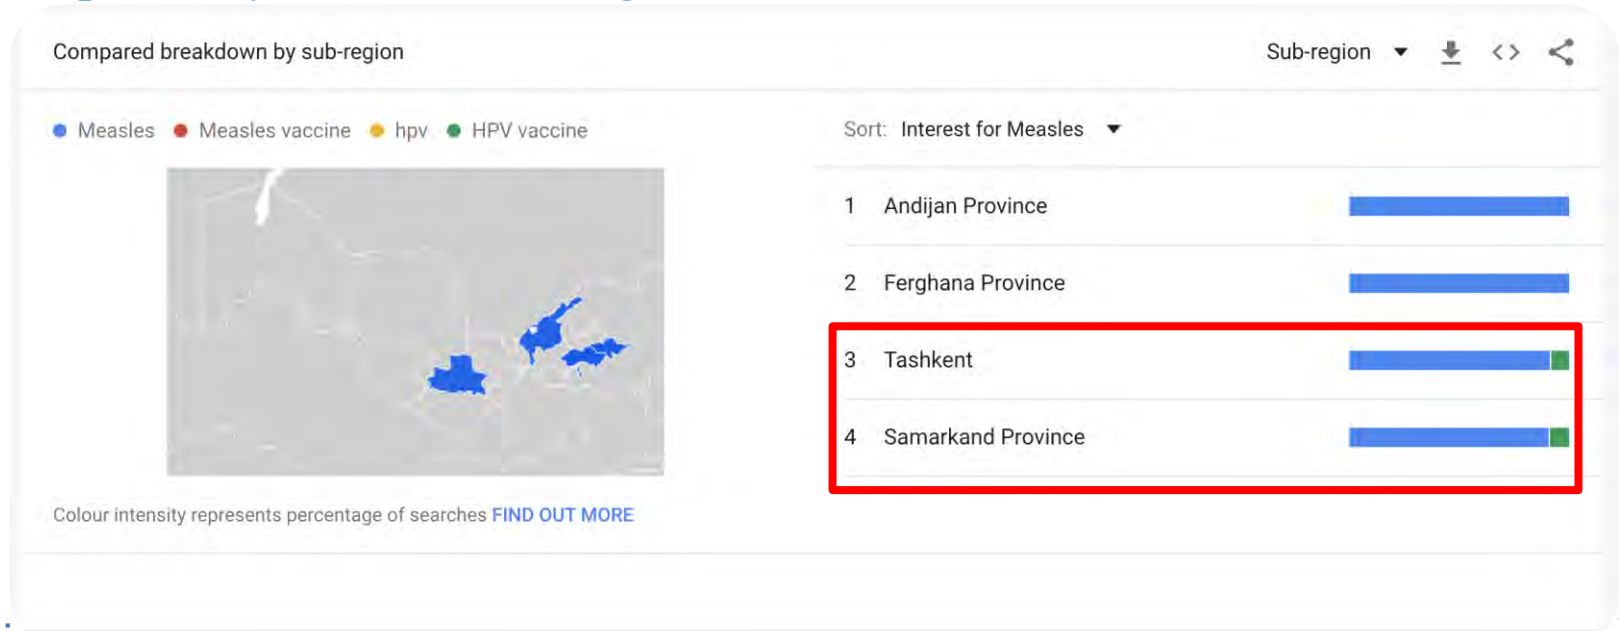 Compared breakdown by sub-region
Sub-region
Measles Measles vaccine hpv HPV vaccine
Sort: Interest for Measles
1 Andijan Province
2 Ferghana Province
3 Tashkent
4 Samarkand Province
Colour intensity represents percentage of searches FIND OUT MORE